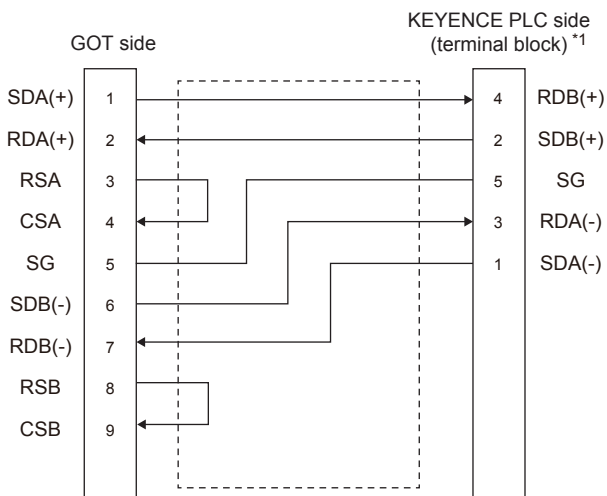 KEYENCE PLC side
GOT side
(terminal block) *1
SDA(+) 1 4 RDB(+)
RDA(+) 2 2 SDB(+)
RSA 3 5 SG
CSA 4 3 RDA(-)
SG 5 1 SDA(-)
SDB(-) 6
RDB(-) 7
RSB 8
CSB 9